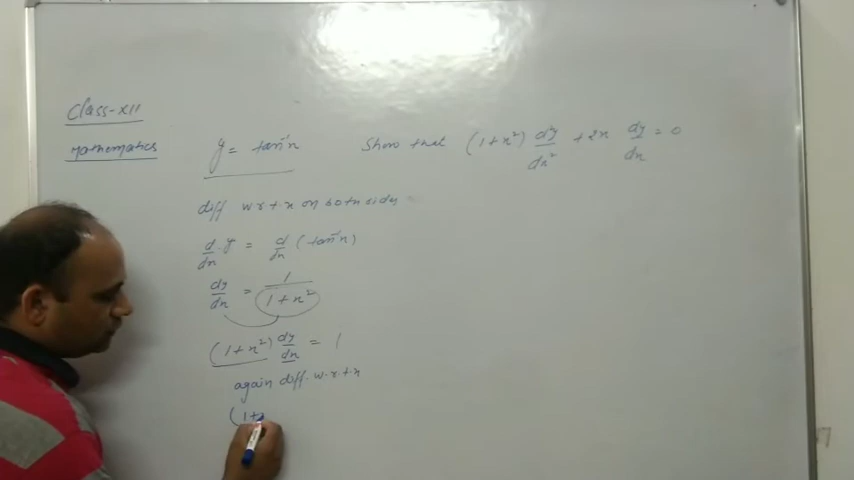 Class-XII
Mathematics
y = tan⁻¹x Show that (1+x²) d²y/dx² + 2x dy/dx = 0
diff w.r.t x on both sides
d/dx . y = d/dx (tan⁻¹x)
dy/dx = 1/(1+x²)
(1+x²) dy/dx = 1
again diff. w.r.t x
(1+